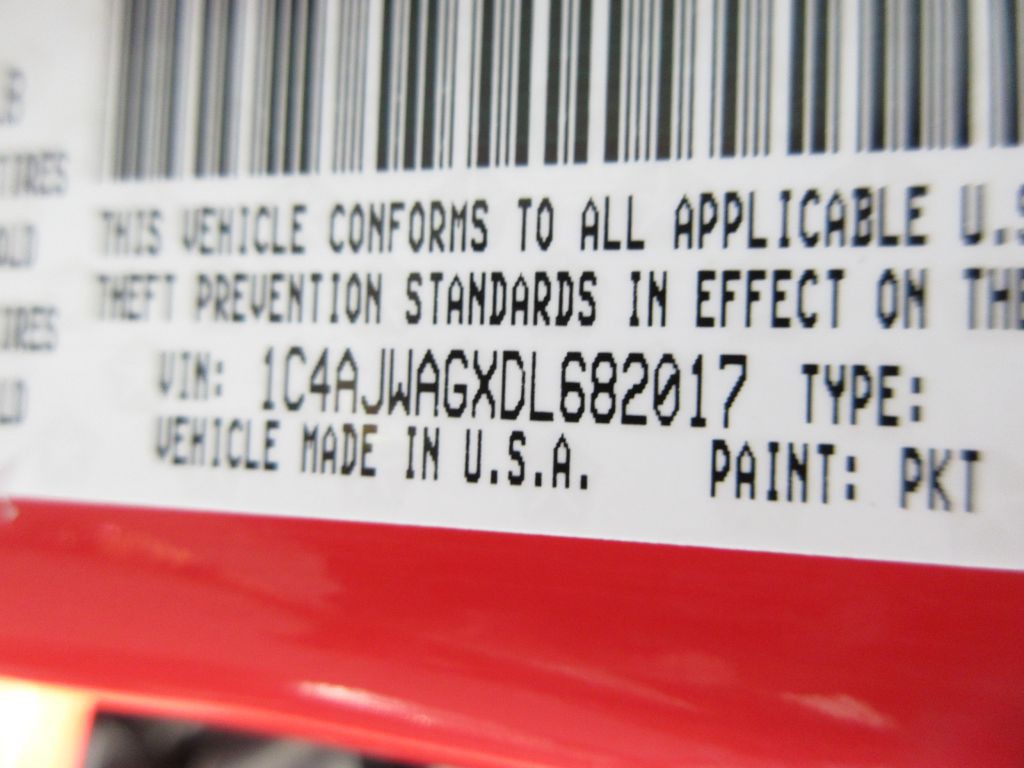 TIRES
THIS VEHICLE CONFORMS TO ALL APPLICABLE U.S
THEFT PREVENTION STANDARDS IN EFFECT ON THE
VIN: 1C4AJWAGXDL682017 TYPE:
VEHICLE MADE IN U.S.A. PAINT: PKT